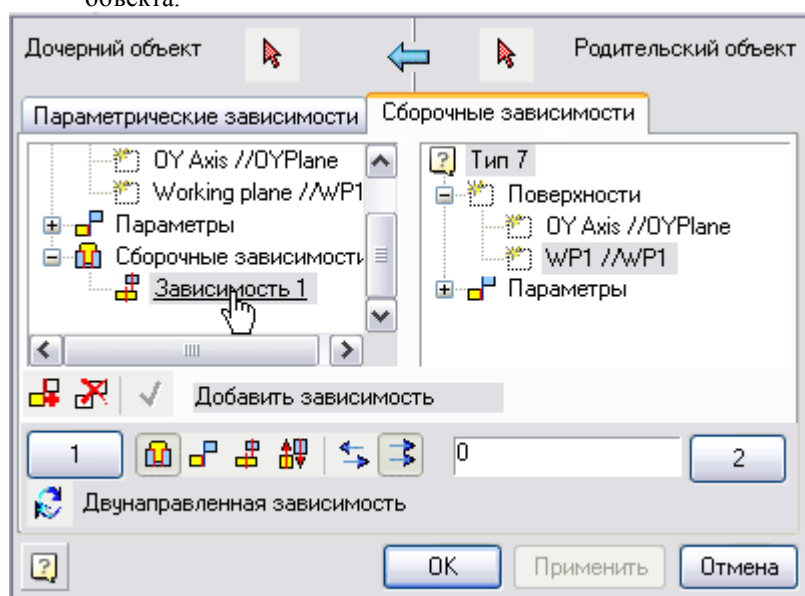 объекта.
Дочерний объект
Родительский объект
Параметрические зависимости
Сборочные зависимости
OY Axis //OYPlane
Working plane //WP1
Параметры
Сборочные зависимости
Зависимость 1
Тип 7
Поверхности
OY Axis //OYPlane
WP1 //WP1
Параметры
Добавить зависимость
1
0
2
Двунаправленная зависимость
OK
Применить
Отмена